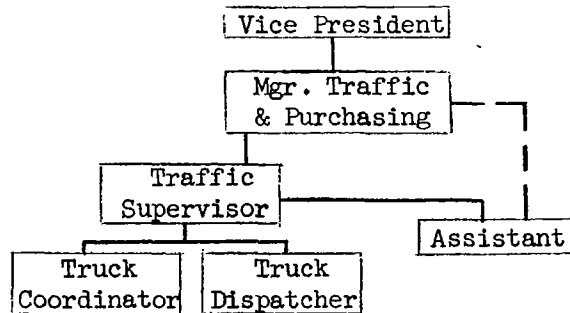 Vice President
Mgr. Traffic
& Purchasing
Traffic
Supervisor
Assistant
Truck
Coordinator
Truck
Dispatcher